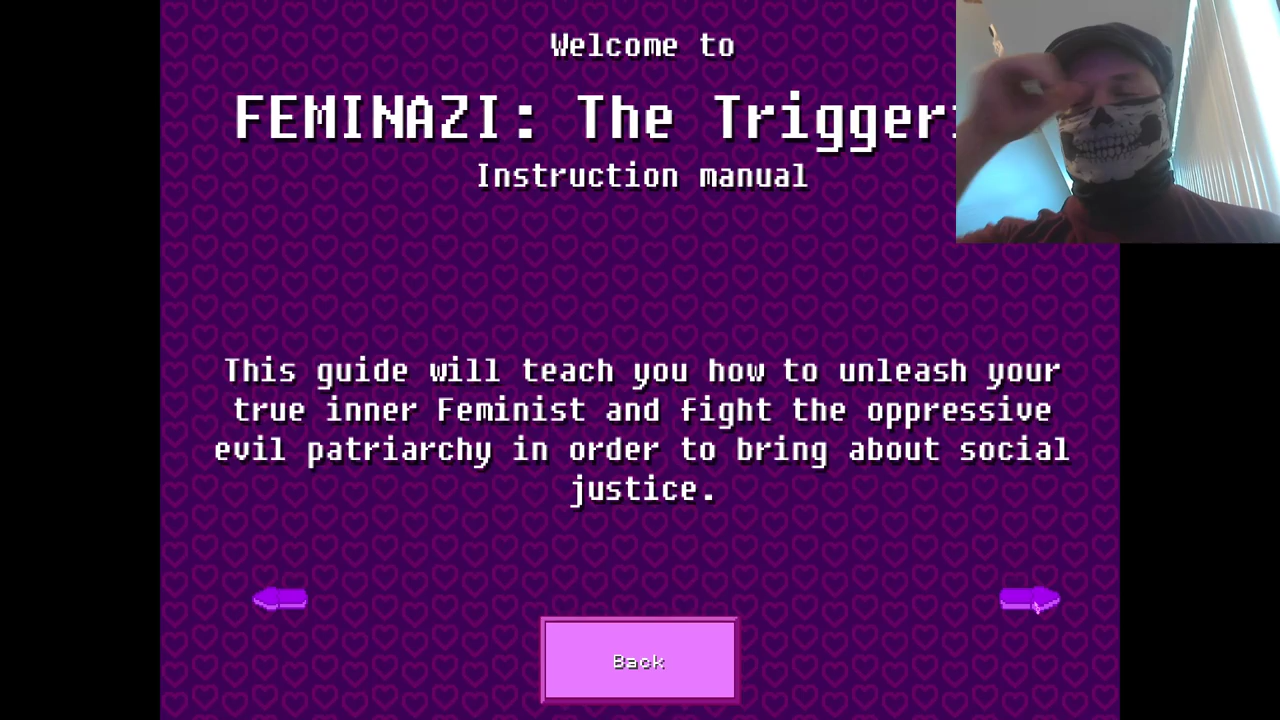 Welcome to
FEMINAZI: The Trigger
Instruction manual
This guide will teach you how to unleash your
true inner Feminist and fight the oppressive
evil patriarchy in order to bring about social
justice.
Back